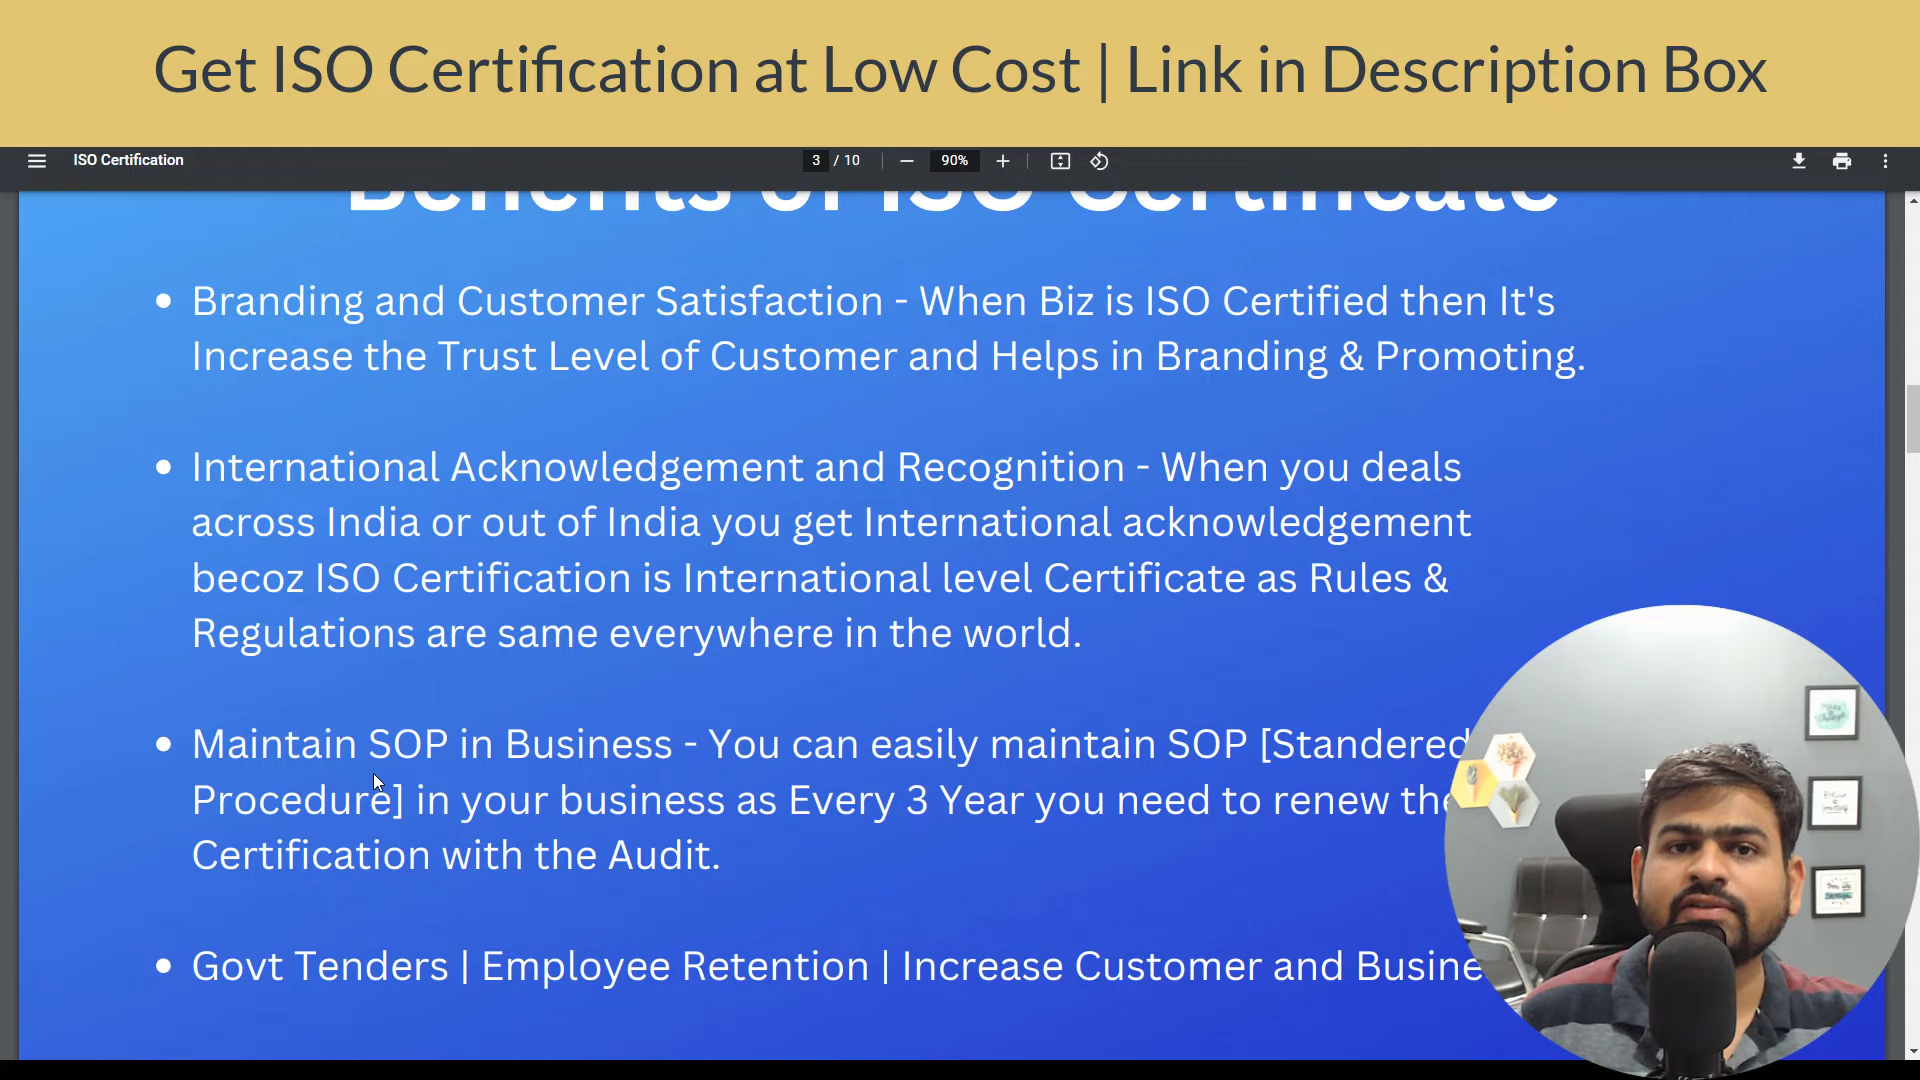 Get ISO Certification at Low Cost | Link in Description Box
ISO Certification
3 / 10
90%
Benefits of ISO Certificate
• Branding and Customer Satisfaction - When Biz is ISO Certified then It's
Increase the Trust Level of Customer and Helps in Branding & Promoting.
• International Acknowledgement and Recognition - When you deals
across India or out of India you get International acknowledgement
becoz ISO Certification is International level Certificate as Rules &
Regulations are same everywhere in the world.
• Maintain SOP in Business - You can easily maintain SOP [Standered
Procedure] in your business as Every 3 Year you need to renew the
Certification with the Audit.
• Govt Tenders | Employee Retention | Increase Customer and Busine